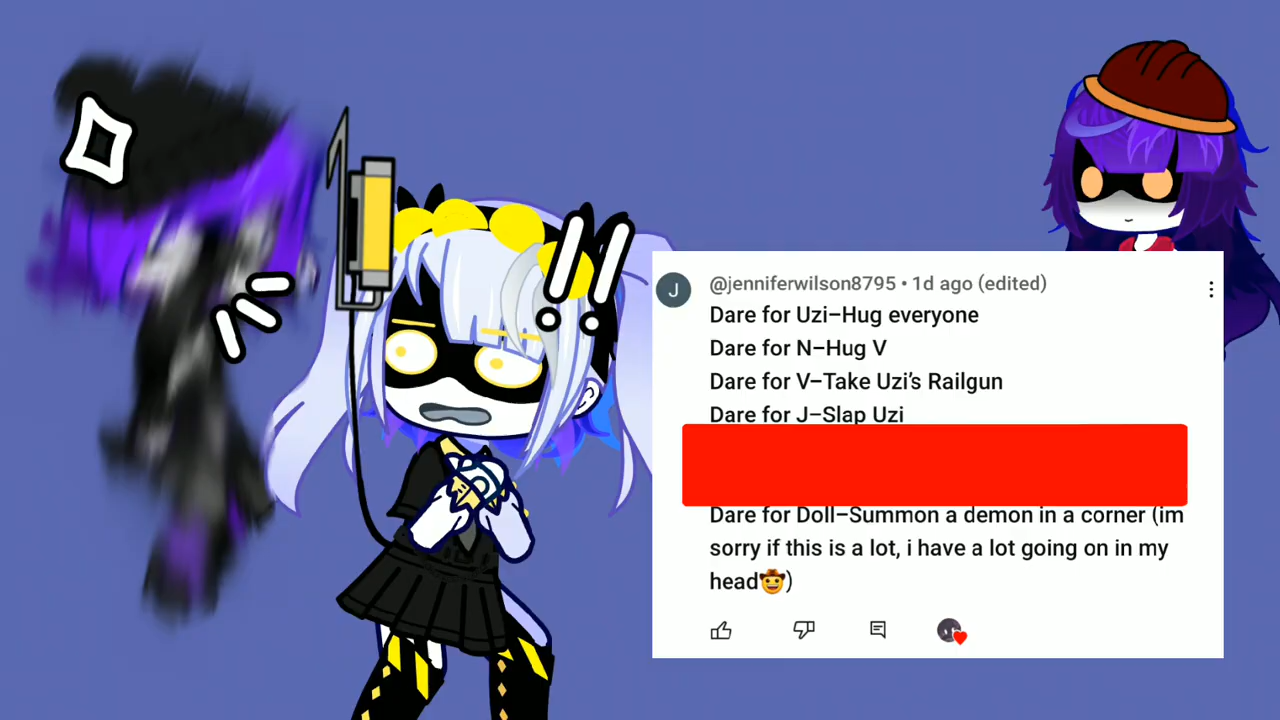 J
@jenniferwilson8795 • 1d ago (edited)
Dare for Uzi–Hug everyone
Dare for N–Hug V
Dare for V–Take Uzi’s Railgun
Dare for J–Slap Uzi
Dare for Doll–Summon a demon in a corner (im
sorry if this is a lot, i have a lot going on in my
head🤠)